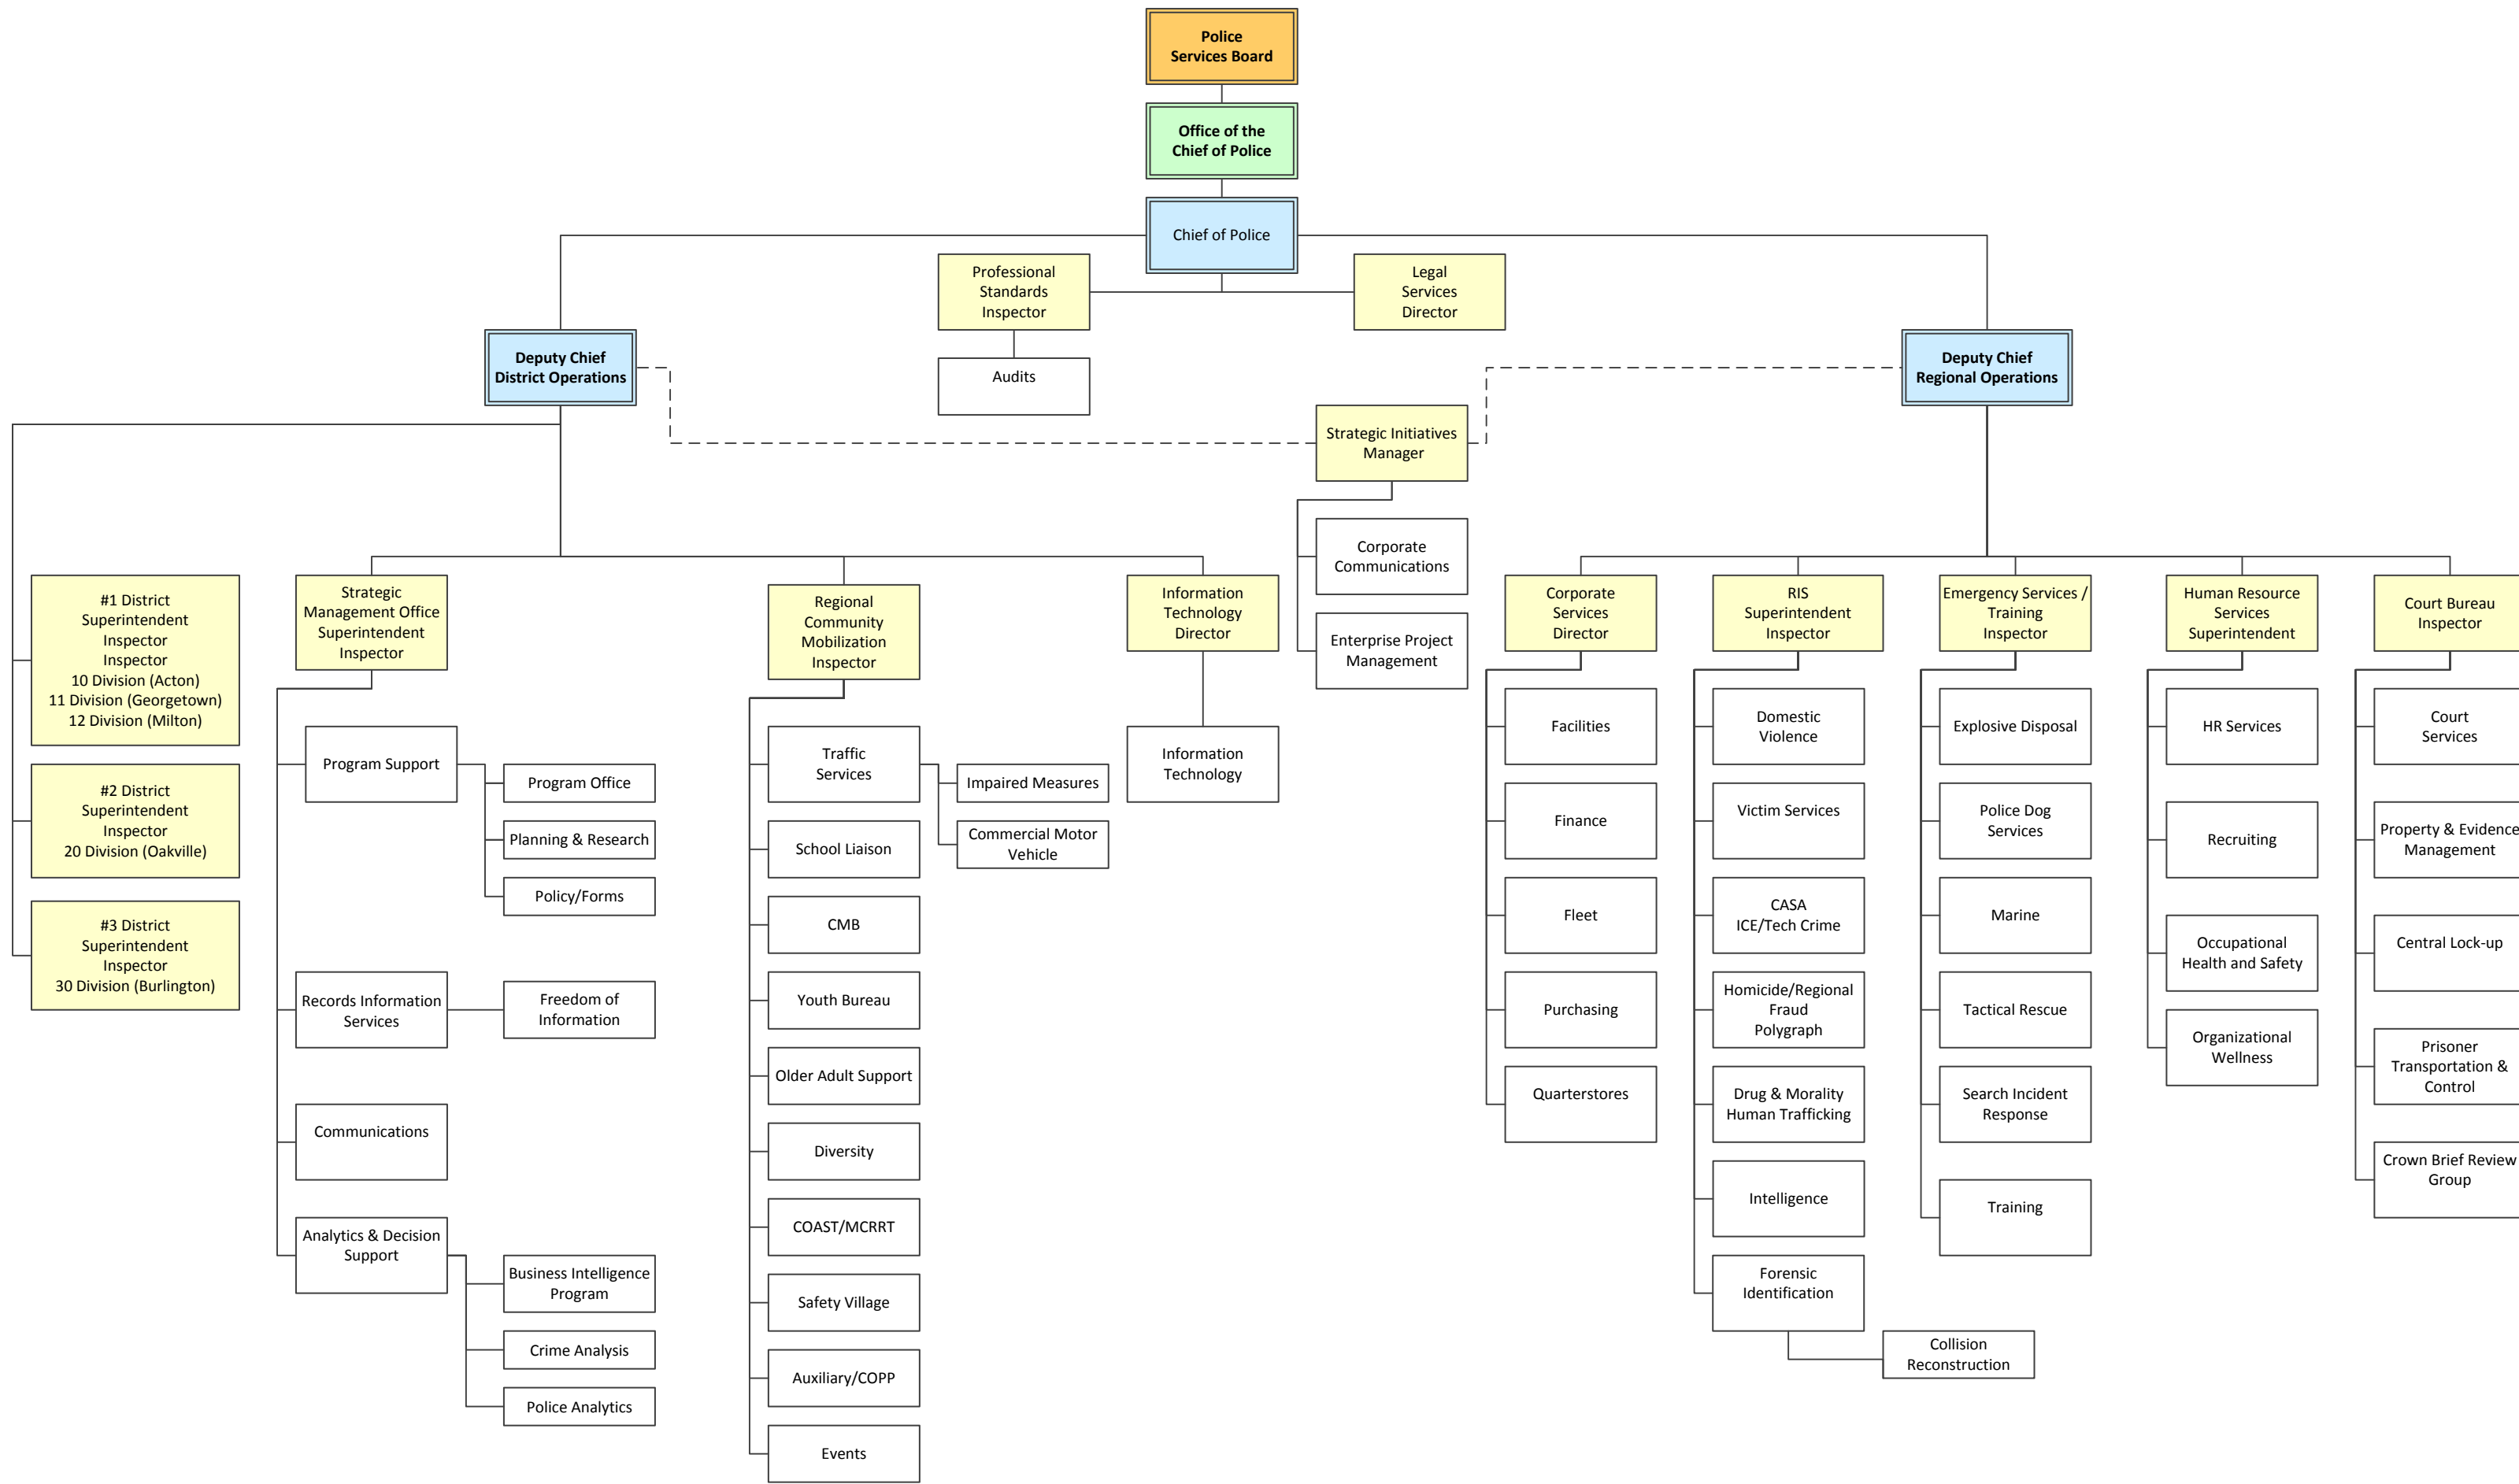 Police
Services Board
Office of the
Chief of Police
Chief of Police
Professional
Standards
Inspector
Legal
Services
Director
Audits
Deputy Chief
District Operations
Deputy Chief
Regional Operations
Strategic Initiatives
Manager
Corporate
Communications
Enterprise Project
Management
#1 District
Superintendent
Inspector
Inspector
10 Division (Acton)
11 Division (Georgetown)
12 Division (Milton)
#2 District
Superintendent
Inspector
20 Division (Oakville)
#3 District
Superintendent
Inspector
30 Division (Burlington)
Strategic
Management Office
Superintendent
Inspector
Program Support
Program Office
Planning & Research
Policy/Forms
Records Information
Services
Freedom of
Information
Communications
Analytics & Decision
Support
Business Intelligence
Program
Crime Analysis
Police Analytics
Regional
Community
Mobilization
Inspector
Traffic
Services
Impaired Measures
Commercial Motor
Vehicle
School Liaison
CMB
Youth Bureau
Older Adult Support
Diversity
COAST/MCRRT
Safety Village
Auxiliary/COPP
Events
Information
Technology
Director
Information
Technology
Corporate
Services
Director
Facilities
Finance
Fleet
Purchasing
Quarterstores
RIS
Superintendent
Inspector
Domestic
Violence
Victim Services
CASA
ICE/Tech Crime
Homicide/Regional
Fraud
Polygraph
Drug & Morality
Human Trafficking
Intelligence
Forensic
Identification
Collision
Reconstruction
Emergency Services /
Training
Inspector
Explosive Disposal
Police Dog
Services
Marine
Tactical Rescue
Search Incident
Response
Training
Human Resource
Services
Superintendent
HR Services
Recruiting
Occupational
Health and Safety
Organizational
Wellness
Court Bureau
Inspector
Court
Services
Property & Evidence
Management
Central Lock-up
Prisoner
Transportation &
Control
Crown Brief Review
Group